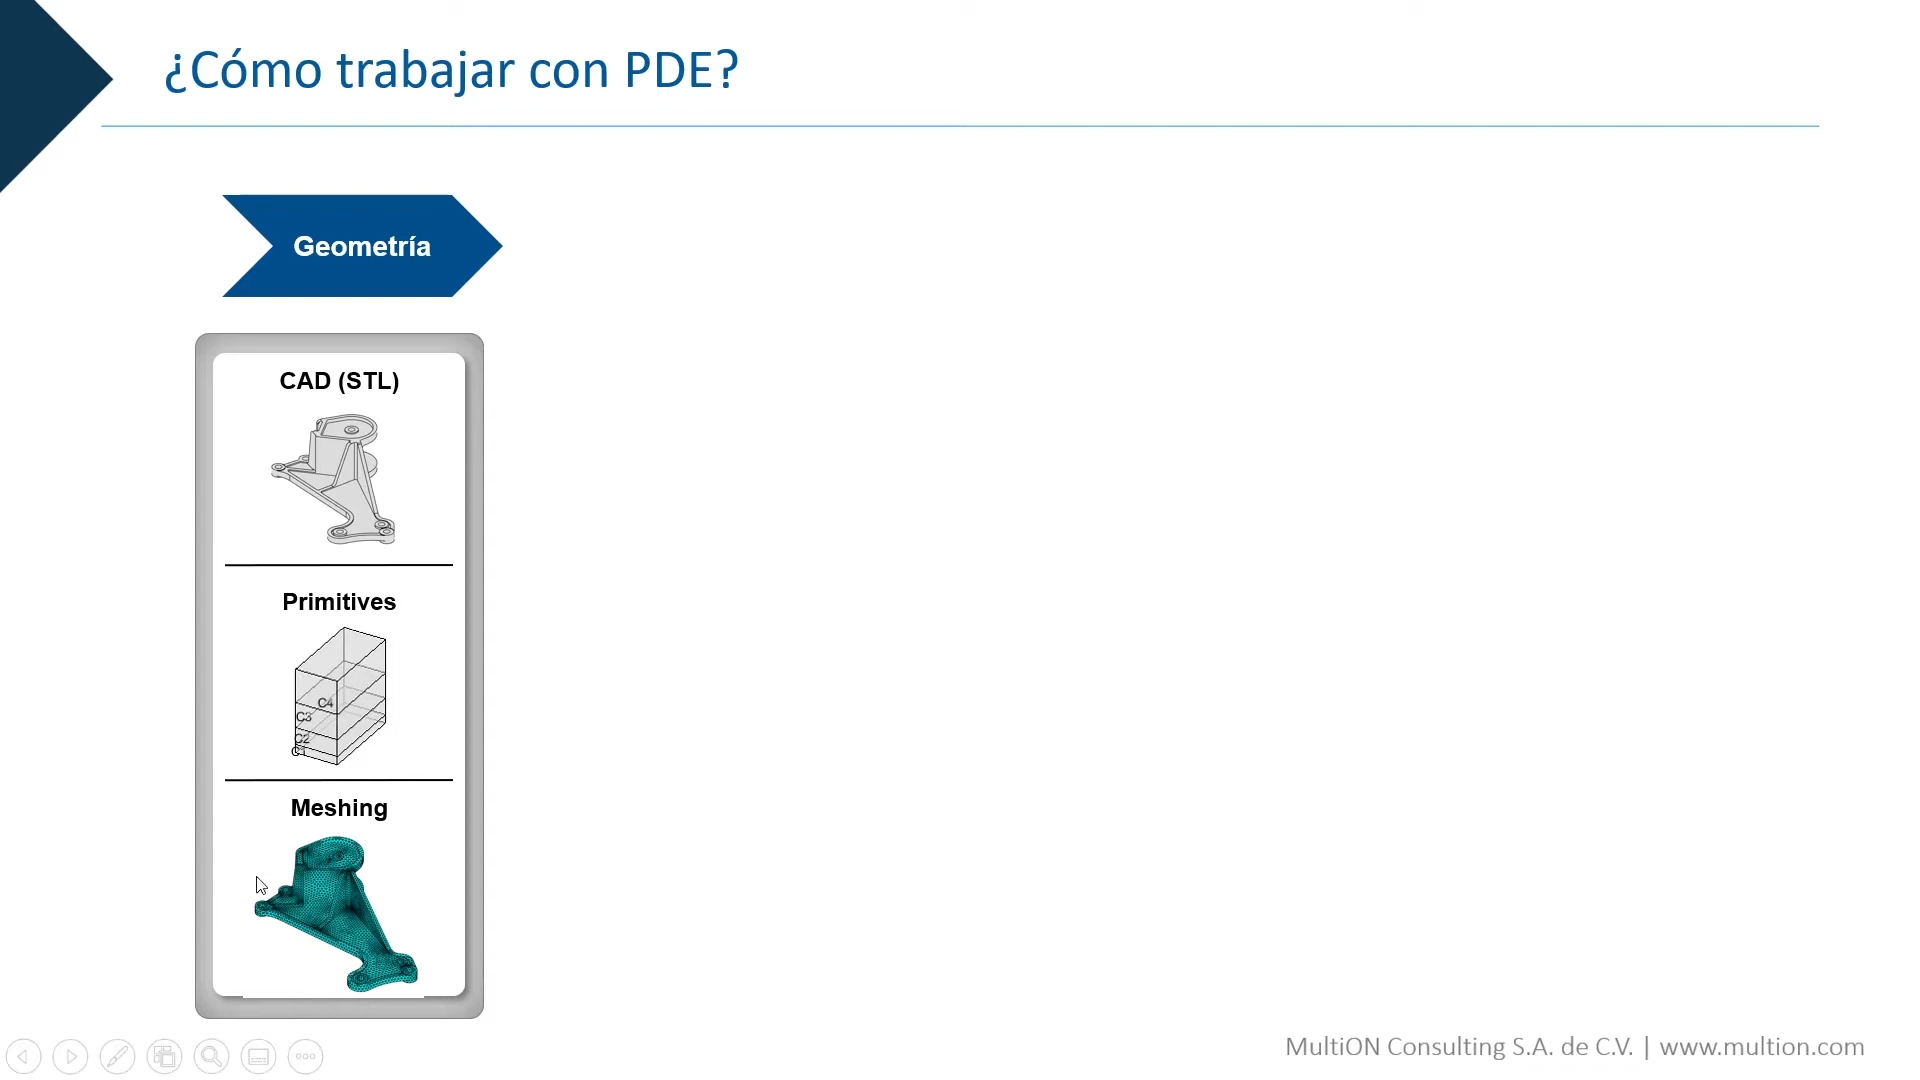 ¿Cómo trabajar con PDE?
Geometría
CAD (STL)
Primitives
C4
C3
C2
C1
Meshing
MultiON Consulting S.A. de C.V. | www.multion.com